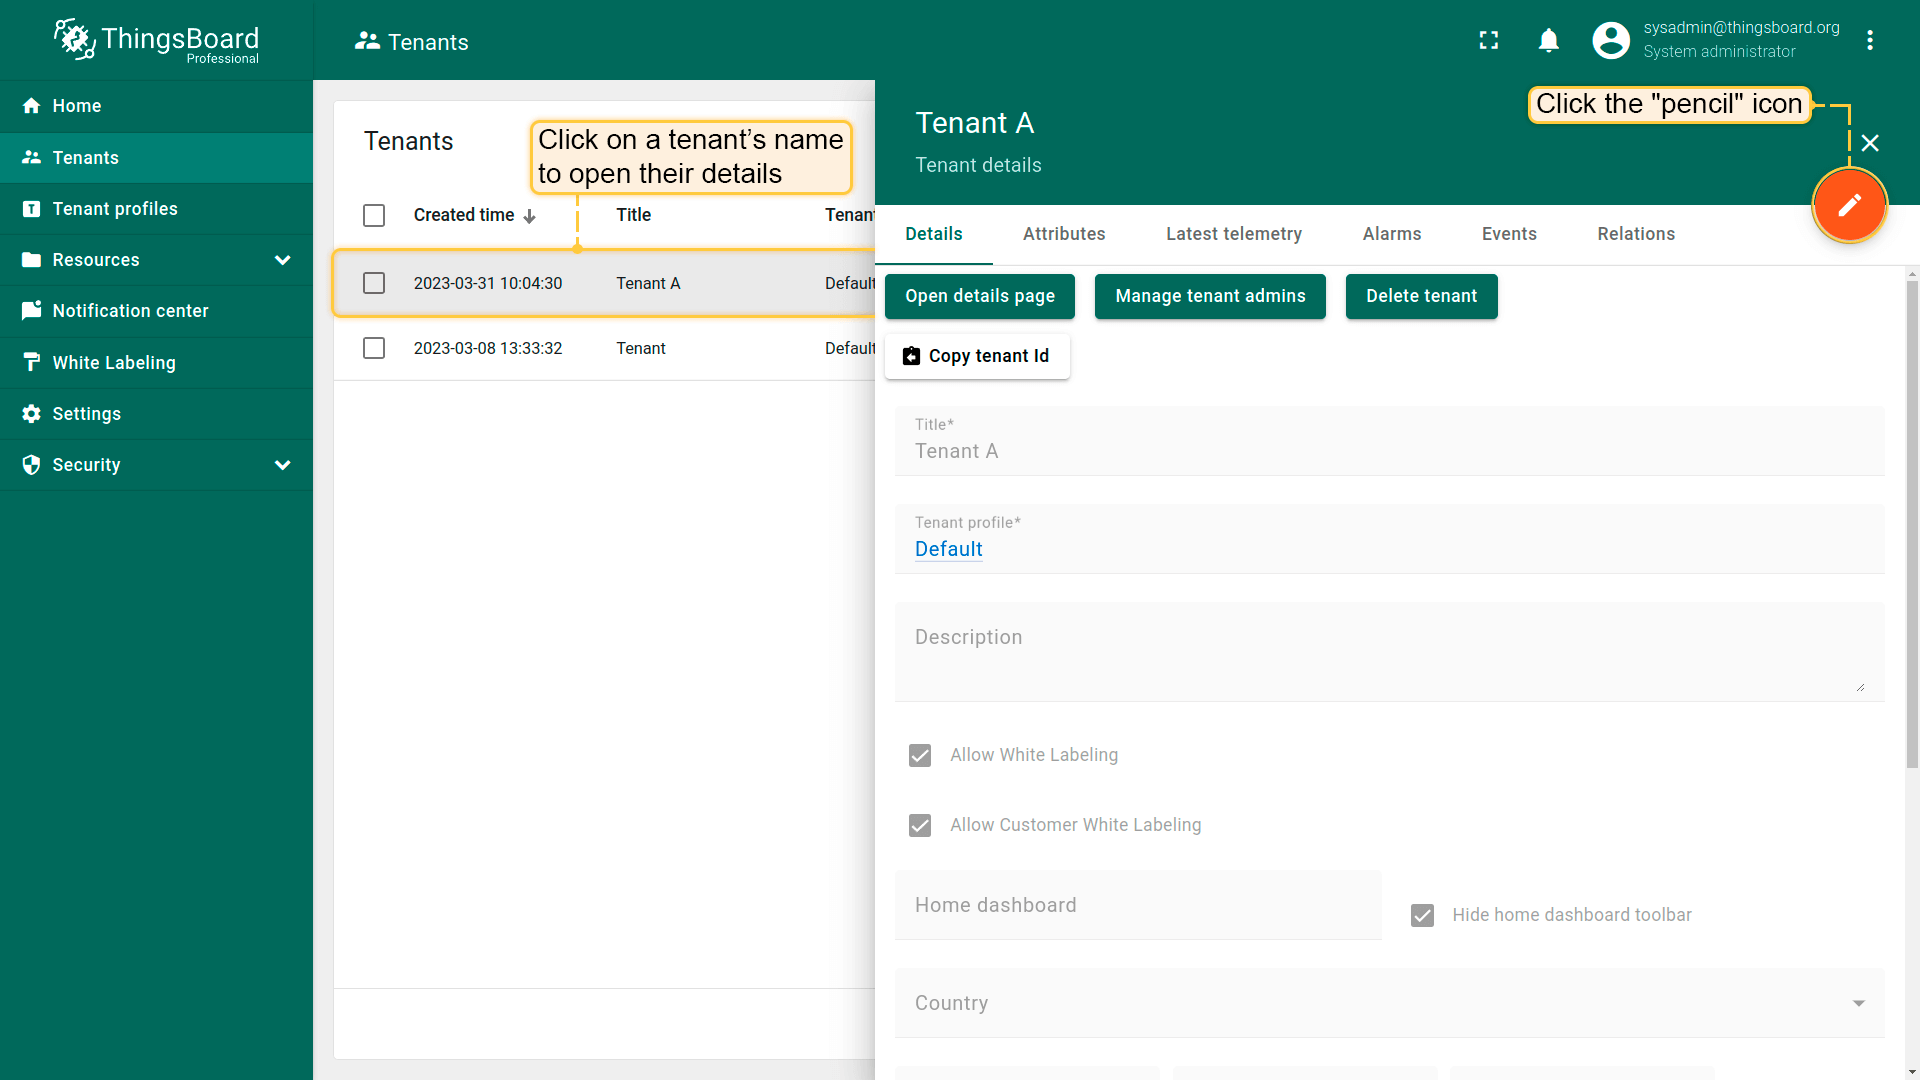 ThingsBoard
Professional
Tenants
sysadmin@thingsboard.org
System administrator
Home
Tenants
Tenant profiles
Resources
Notification center
White Labeling
Settings
Security
Tenants
Click on a tenant’s name
to open their details
Created time
Title
Tenant
2023-03-31 10:04:30
Tenant A
Default
2023-03-08 13:33:32
Tenant
Default
Tenant A
Tenant details
Click the "pencil" icon
Details
Attributes
Latest telemetry
Alarms
Events
Relations
Open details page
Manage tenant admins
Delete tenant
Copy tenant Id
Title*
Tenant A
Tenant profile*
Default
Description
Allow White Labeling
Allow Customer White Labeling
Home dashboard
Hide home dashboard toolbar
Country